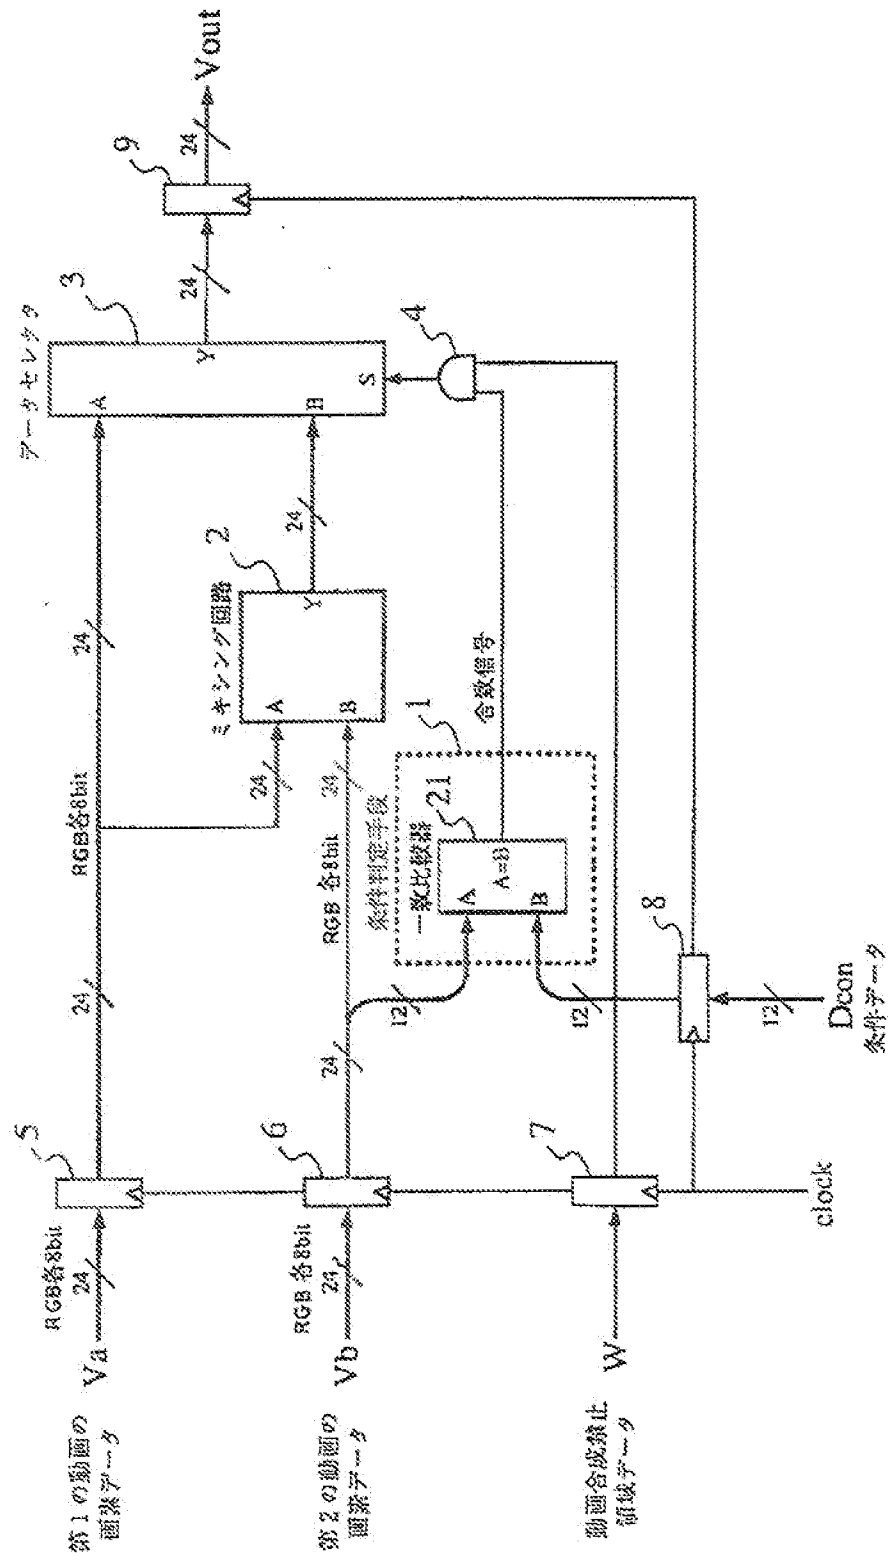 第1の動画の
画素データ
Va
RGB各8bit
24
5
24
RGB各8bit
24
24
データセレクタ
3
A
B
Y
S
24
9
24
Vout
第2の動画の
画素データ
Vb
RGB 各8bit
24
6
24
RGB 各8bit
24
ミキシング回路
2
A
B
Y
24
12
条件判定手段
1
一致比較器
21
A
B
A=B
合致信号
4
12
動画合成禁止
領域データ
W
7
8
12
Dcon
条件データ
clock